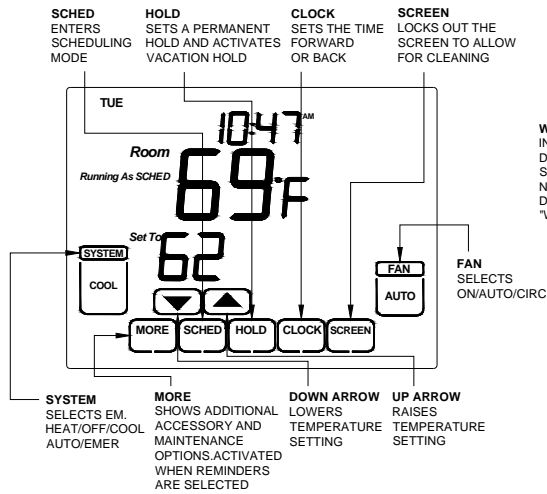 SCHED
ENTERS
SCHEDULING
MODE
HOLD
SETS A PERMANENT
HOLD AND ACTIVATES
VACATION HOLD
CLOCK
SETS THE TIME
FORWARD
OR BACK
SCREEN
LOCKS OUT THE
SCREEN TO ALLOW
FOR CLEANING
TUE
10:47 AM
Room
Running As SCHED
69°F
Set To
62
SYSTEM
COOL
FAN
AUTO
MORE SCHED HOLD CLOCK SCREEN
FAN
SELECTS
ON/AUTO/CIRC
SYSTEM
SELECTS EM.
HEAT/OFF/COOL
AUTO/EMER
MORE
SHOWS ADDITIONAL
ACCESSORY AND
MAINTENANCE
OPTIONS.ACTIVATED
WHEN REMINDERS
ARE SELECTED
DOWN ARROW
LOWERS
TEMPERATURE
SETTING
UP ARROW
RAISES
TEMPERATURE
SETTING